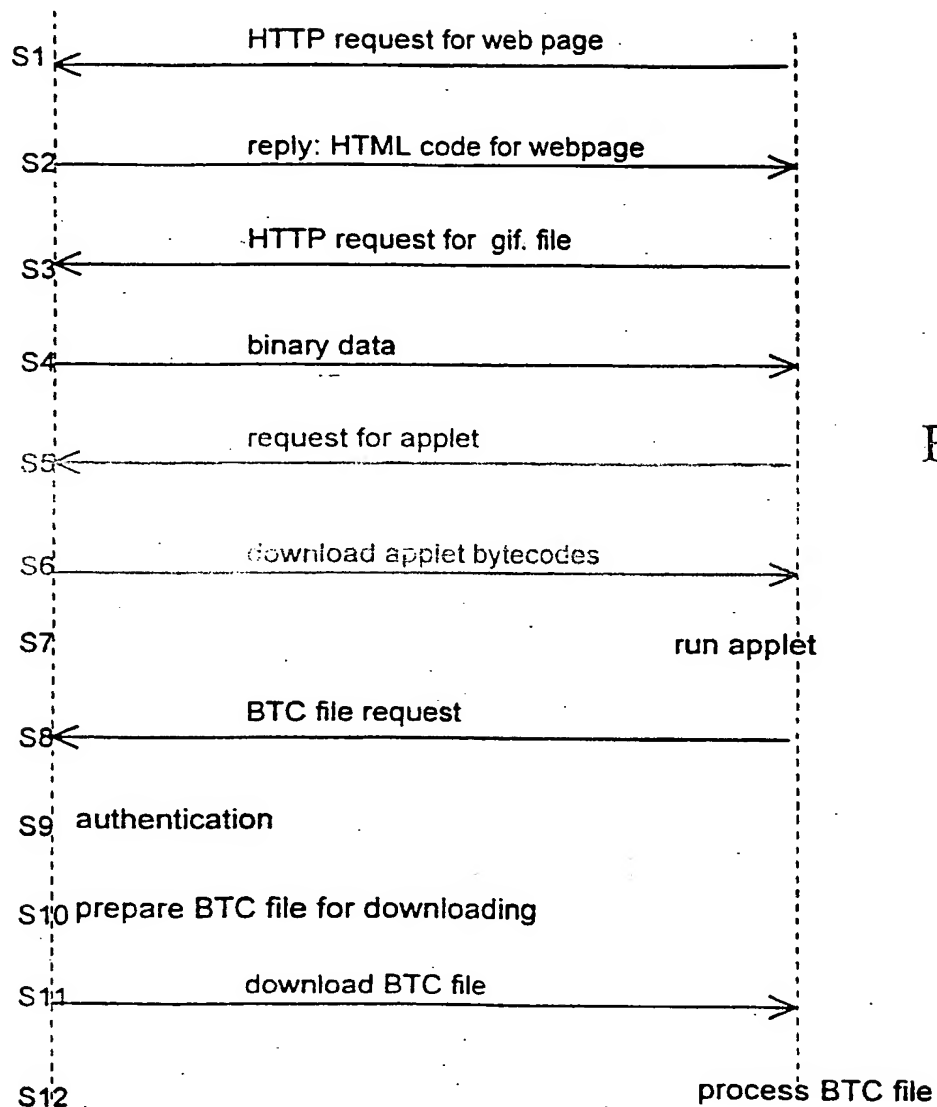 HTTP request for web page
S1
reply: HTML code for webpage
S2
HTTP request for gif. file
S3
binary data
S4
request for applet
S5
download applet bytecodes
S6
S7 run applet
BTC file request
S8
S9 authentication
S10 prepare BTC file for downloading
download BTC file
S11
S12 process BTC file